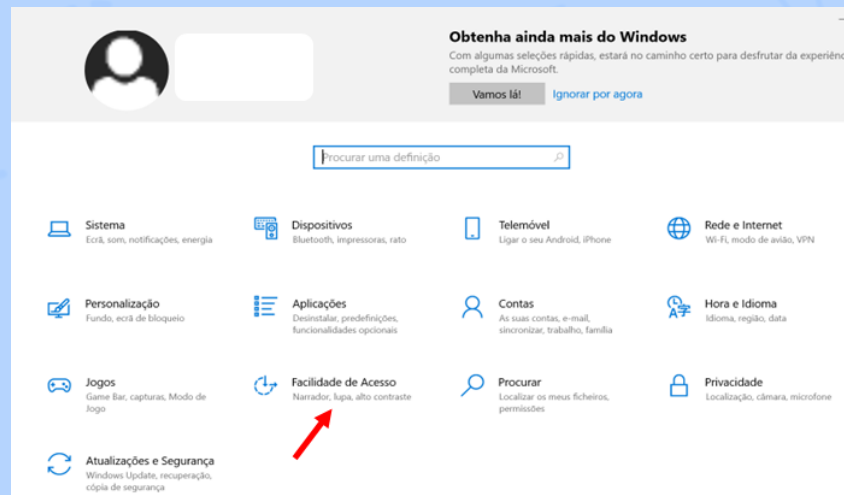 Obtenha ainda mais do Windows
Com algumas seleções rápidas, estará no caminho certo para desfrutar da experiênc
completa da Microsoft.
Vamos lá!
Ignorar por agora
Procurar uma definição
Sistema
Ecrã, som, notificações, energia
Dispositivos
Bluetooth, impressoras, rato
Telemóvel
Ligar o seu Android, iPhone
Rede e Internet
Wi-Fi, modo de avião, VPN
Personalização
Fundo, ecrã de bloqueio
Aplicações
Desinstalar, predefinições,
funcionalidades opcionais
Contas
As suas contas, e-mail,
sincronizar, trabalho, família
Hora e Idioma
Idioma, região, data
Jogos
Game Bar, capturas, Modo de
Jogo
Facilidade de Acesso
Narrador, lupa, alto contraste
Procurar
Localizar os meus ficheiros,
permissões
Privacidade
Localização, câmara, microfone
Atualizações e Segurança
Windows Update, recuperação,
cópia de segurança